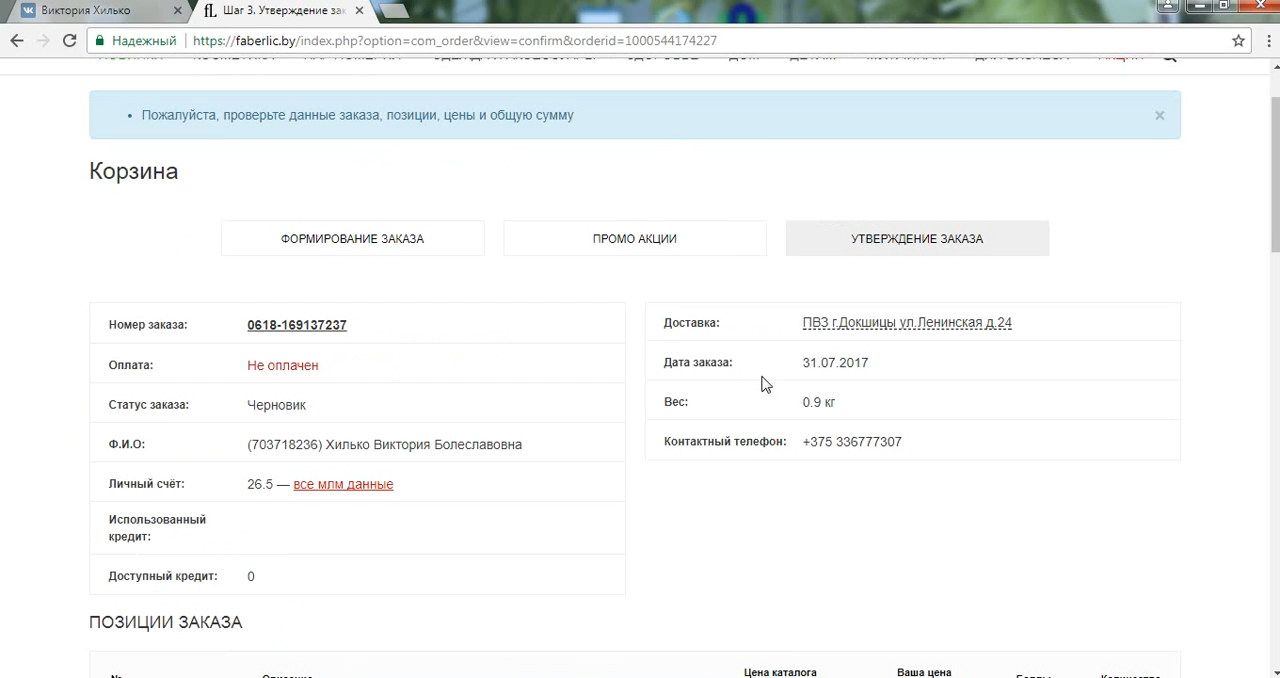 Виктория Хилько
Шаг 3. Утверждение зак
Надежный
https://faberlic.by/index.php?option=com_order&view=confirm&orderid=1000544174227
Пожалуйста, проверьте данные заказа, позиции, цены и общую сумму
Корзина
ФОРМИРОВАНИЕ ЗАКАЗА
ПРОМО АКЦИИ
УТВЕРЖДЕНИЕ ЗАКАЗА
Номер заказа: 0618-169137237
Оплата: Не оплачен
Статус заказа: Черновик
Ф.И.О: (703718236) Хилько Виктория Болеславовна
Личный счёт: 26.5 — все млм данные
Использованный
кредит:
Доступный кредит: 0
Доставка: ПВЗ г.Докшицы ул.Ленинская д.24
Дата заказа: 31.07.2017
Вес: 0.9 кг
Контактный телефон: +375 336777307
ПОЗИЦИИ ЗАКАЗА
Цена каталога
Ваша цена